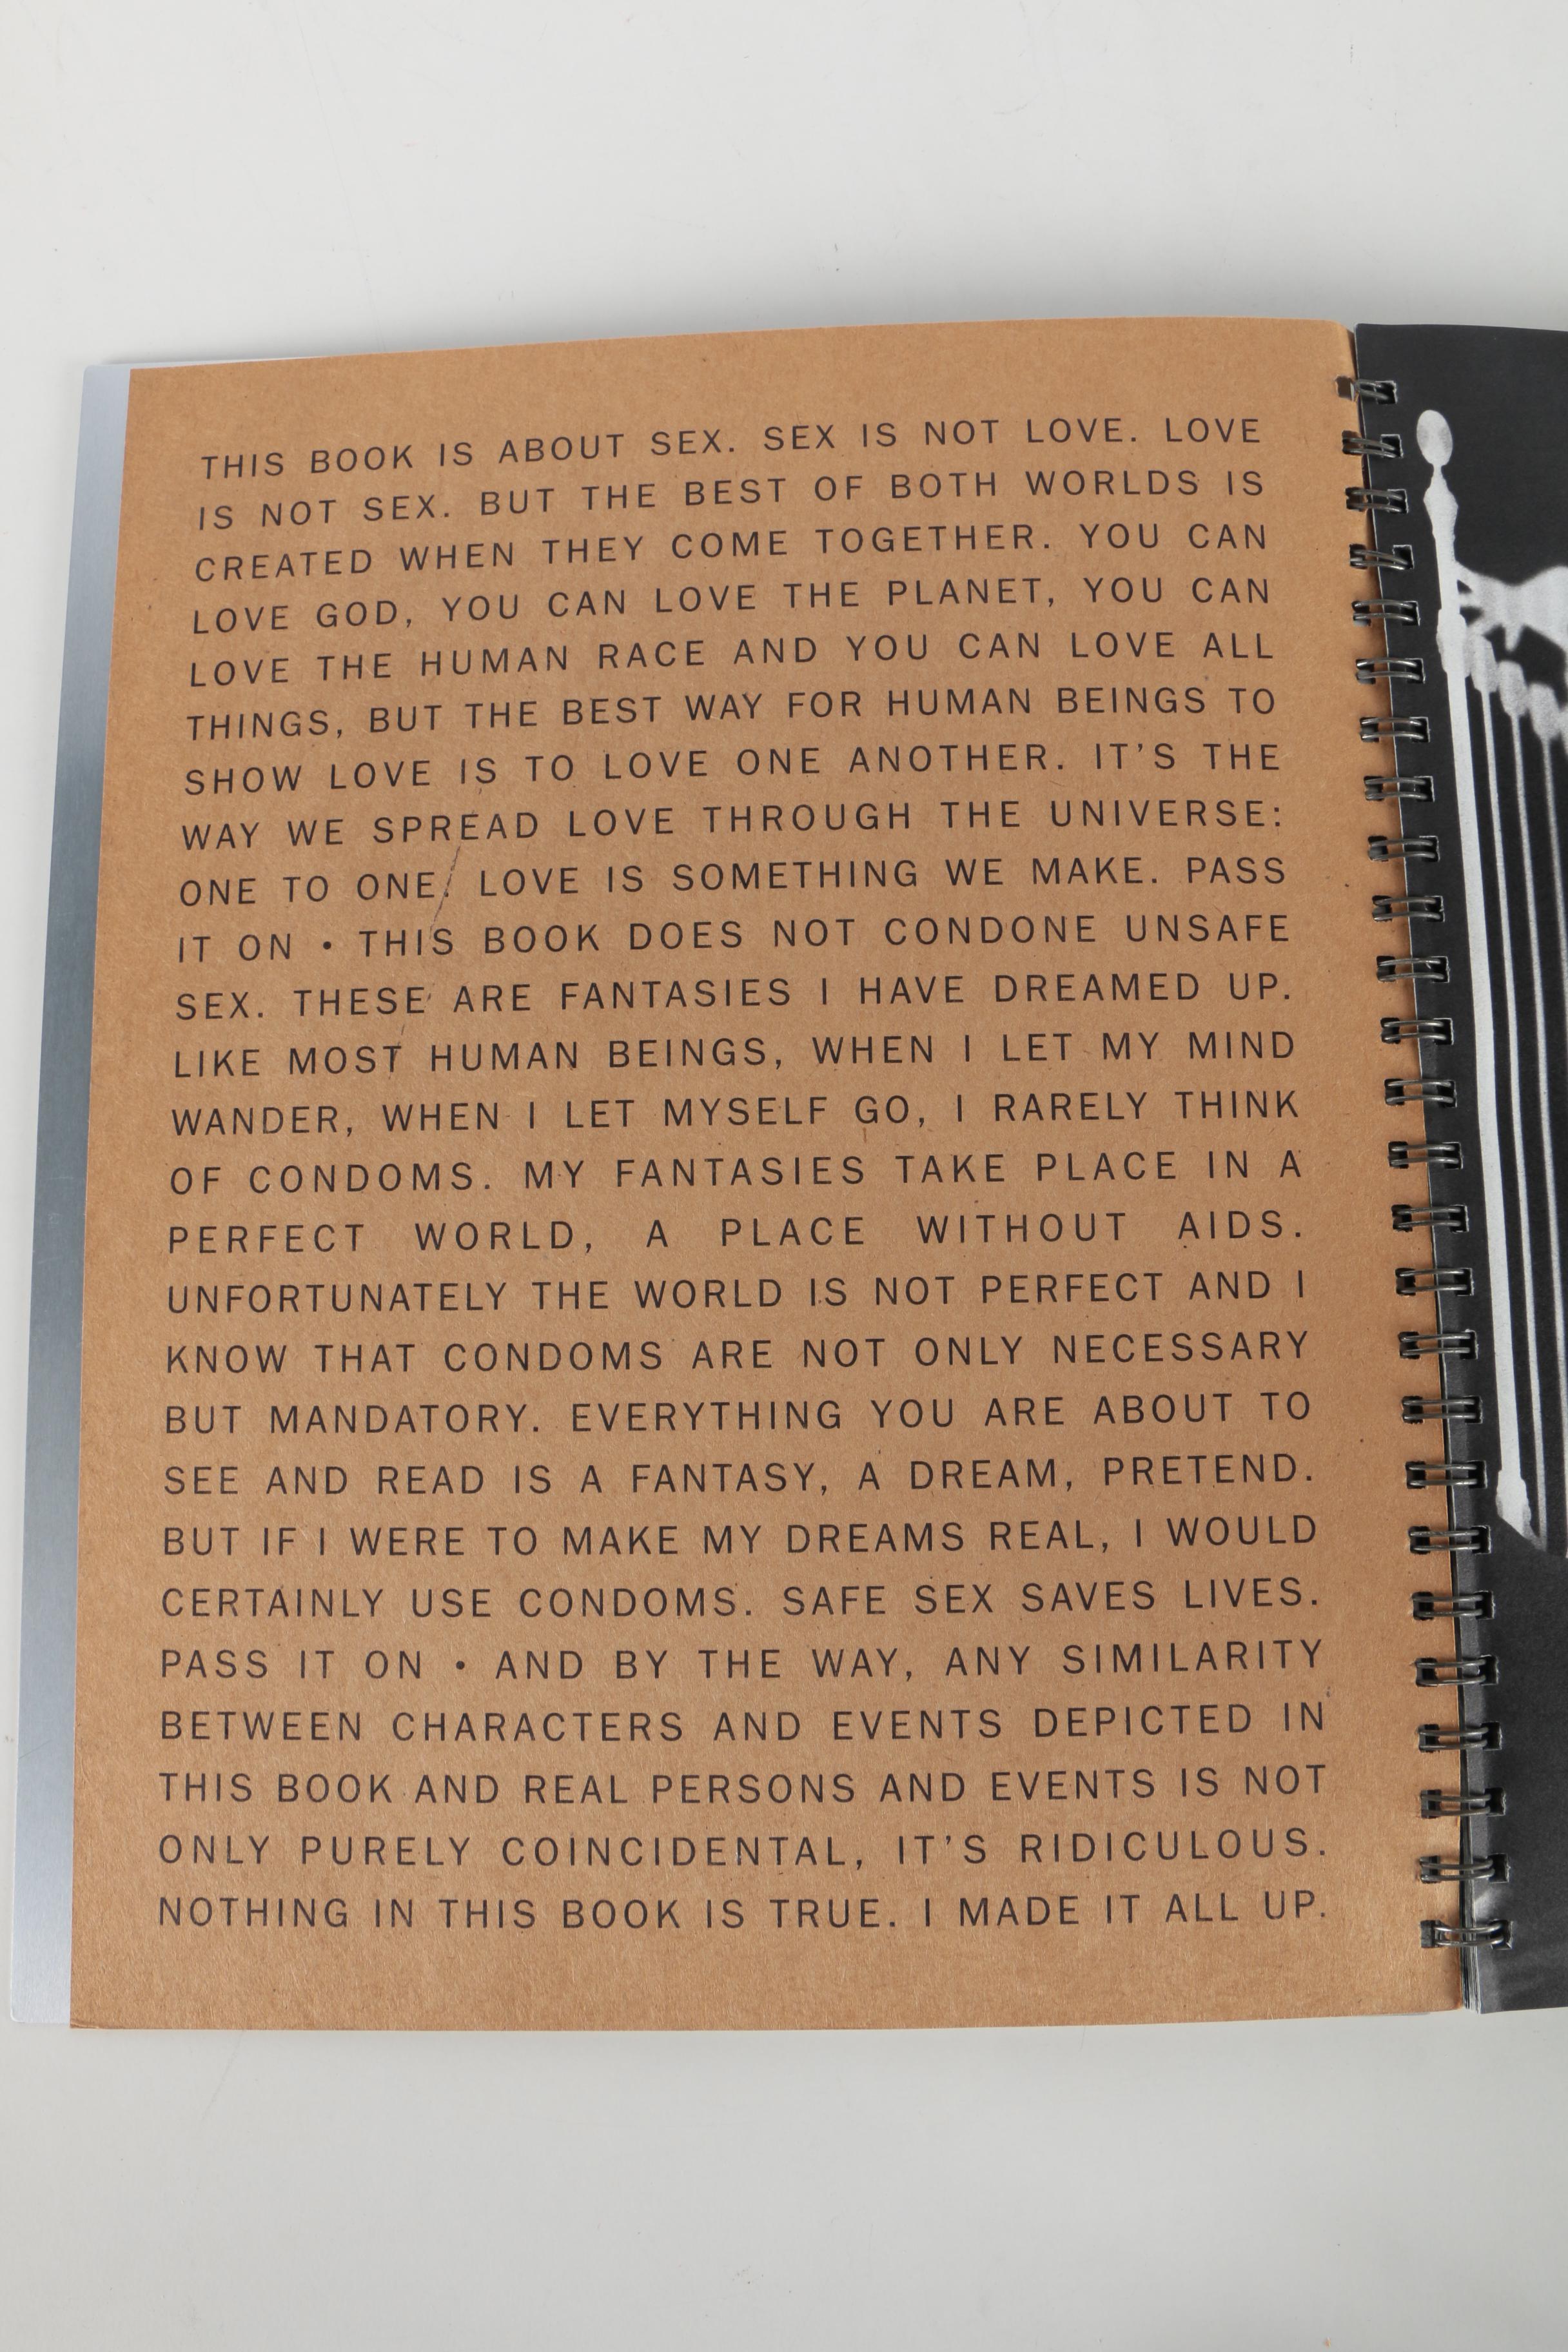 THIS BOOK IS ABOUT SEX. SEX IS NOT LOVE. LOVE
IS NOT SEX. BUT THE BEST OF BOTH WORLDS IS
CREATED WHEN THEY COME TOGETHER. YOU CAN
LOVE GOD, YOU CAN LOVE THE PLANET, YOU CAN
LOVE THE HUMAN RACE AND YOU CAN LOVE ALL
THINGS, BUT THE BEST WAY FOR HUMAN BEINGS TO
SHOW LOVE IS TO LOVE ONE ANOTHER. IT'S THE
WAY WE SPREAD LOVE THROUGH THE UNIVERSE:
ONE TO ONE. LOVE IS SOMETHING WE MAKE. PASS
IT ON • THIS BOOK DOES NOT CONDONE UNSAFE
SEX. THESE ARE FANTASIES I HAVE DREAMED UP.
LIKE MOST HUMAN BEINGS, WHEN I LET MY MIND
WANDER, WHEN I LET MYSELF GO, I RARELY THINK
OF CONDOMS. MY FANTASIES TAKE PLACE IN A
PERFECT WORLD, A PLACE WITHOUT AIDS.
UNFORTUNATELY THE WORLD IS NOT PERFECT AND I
KNOW THAT CONDOMS ARE NOT ONLY NECESSARY
BUT MANDATORY. EVERYTHING YOU ARE ABOUT TO
SEE AND READ IS A FANTASY, A DREAM, PRETEND.
BUT IF I WERE TO MAKE MY DREAMS REAL, I WOULD
CERTAINLY USE CONDOMS. SAFE SEX SAVES LIVES.
PASS IT ON • AND BY THE WAY, ANY SIMILARITY
BETWEEN CHARACTERS AND EVENTS DEPICTED IN
THIS BOOK AND REAL PERSONS AND EVENTS IS NOT
ONLY PURELY COINCIDENTAL, IT'S RIDICULOUS.
NOTHING IN THIS BOOK IS TRUE. I MADE IT ALL UP.